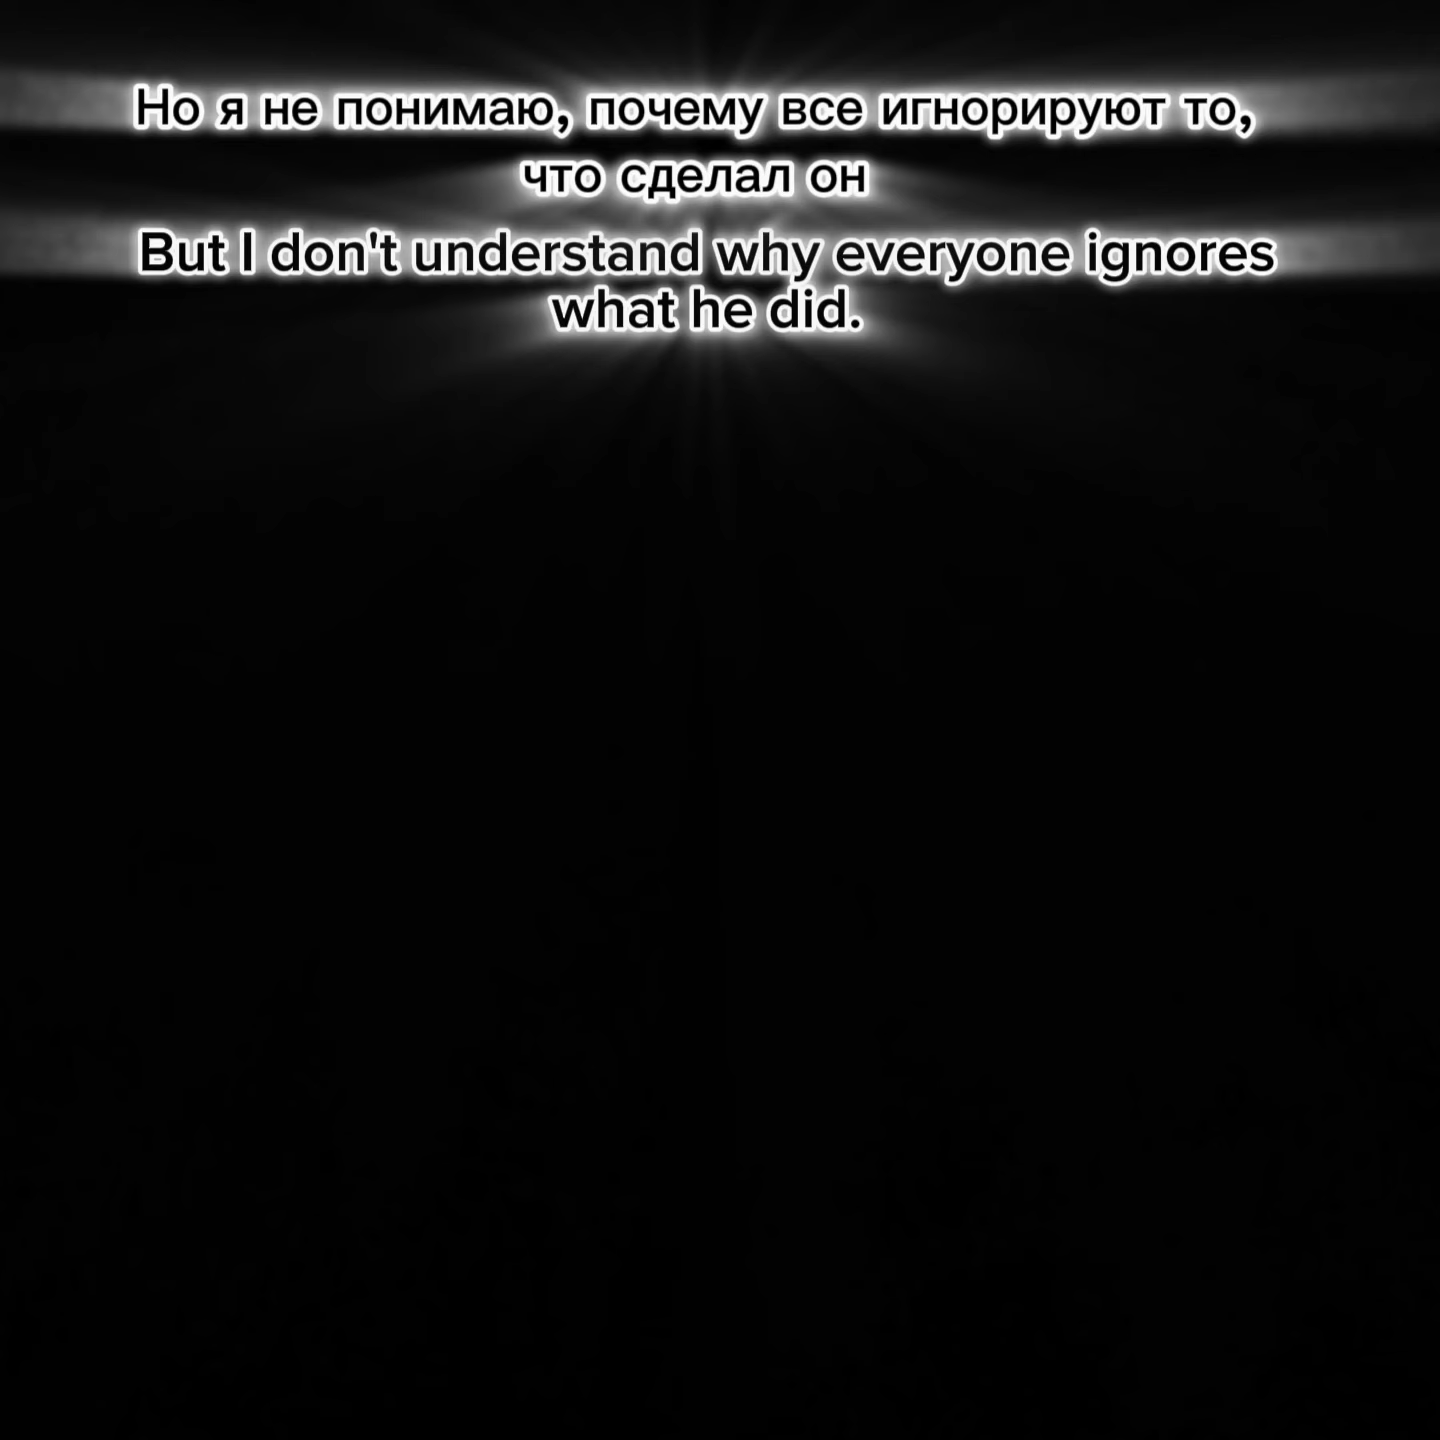 Но я не понимаю, почему все игнорируют то,
что сделал он
But I don't understand why everyone ignores
what he did.